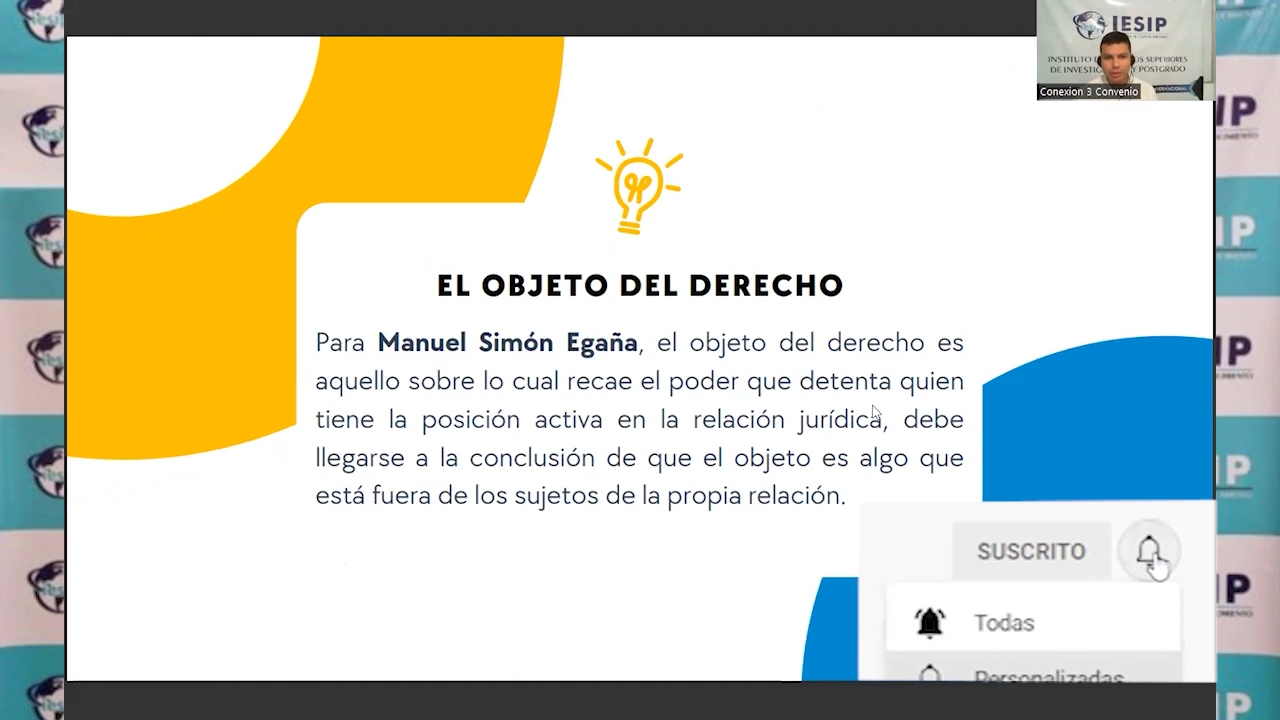 IESIP
INSTITUTO
SUPERIORES
POSTGRADO
Conexion 3 Convenio
EL OBJETO DEL DERECHO
Para Manuel Simón Egaña, el objeto del derecho es
aquello sobre lo cual recae el poder que detenta quien
tiene la posición activa en la relación jurídica, debe
llegarse a la conclusión de que el objeto es algo que
está fuera de los sujetos de la propia relación.
SUSCRITO
Todas
Personalizadas